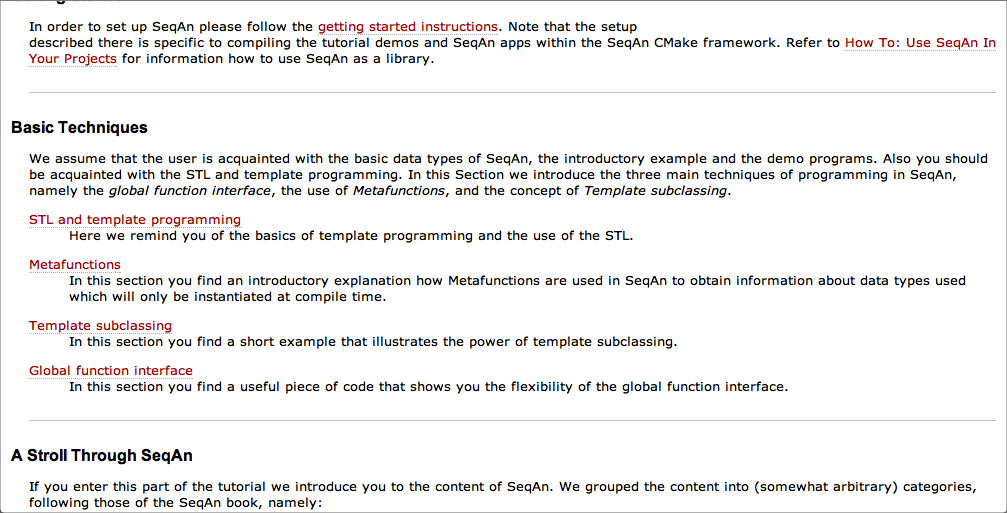 In order to set up SeqAn please follow the getting started instructions. Note that the setup
described there is specific to compiling the tutorial demos and SeqAn apps within the SeqAn CMake framework. Refer to How To: Use SeqAn In
Your Projects for information how to use SeqAn as a library.
Basic Techniques
We assume that the user is acquainted with the basic data types of SeqAn, the introductory example and the demo programs. Also you should
be acquainted with the STL and template programming. In this Section we introduce the three main techniques of programming in SeqAn,
namely the global function interface, the use of Metafunctions, and the concept of Template subclassing.
STL and template programming
Here we remind you of the basics of template programming and the use of the STL.
Metafunctions
In this section you find an introductory explanation how Metafunctions are used in SeqAn to obtain information about data types used
which will only be instantiated at compile time.
Template subclassing
In this section you find a short example that illustrates the power of template subclassing.
Global function interface
In this section you find a useful piece of code that shows you the flexibility of the global function interface.
A Stroll Through SeqAn
If you enter this part of the tutorial we introduce you to the content of SeqAn. We grouped the content into (somewhat arbitrary) categories,
following those of the SeqAn book, namely: